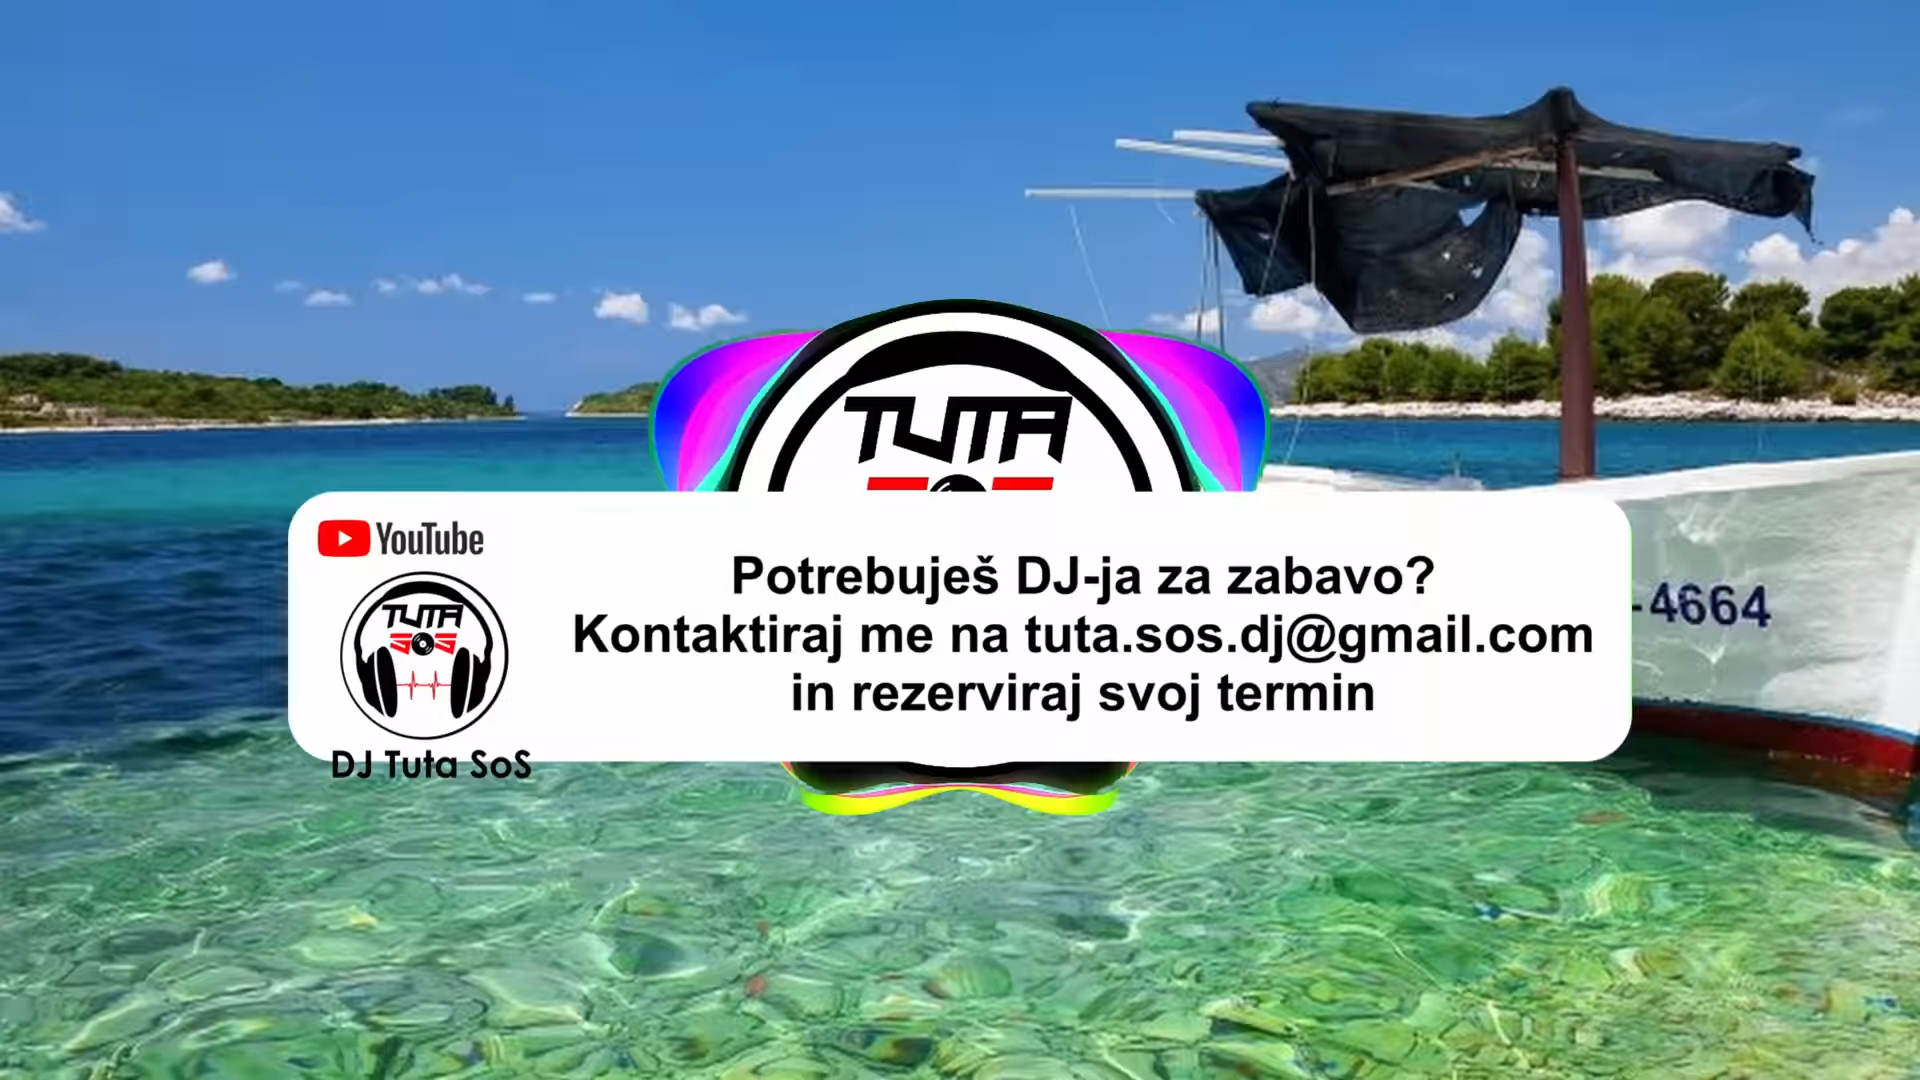 TUTA
YouTube
TUTA
SOS
DJ Tuta SoS
Potrebuješ DJ-ja za zabavo?
Kontaktiraj me na tuta.sos.dj@gmail.com
in rezerviraj svoj termin
-4664